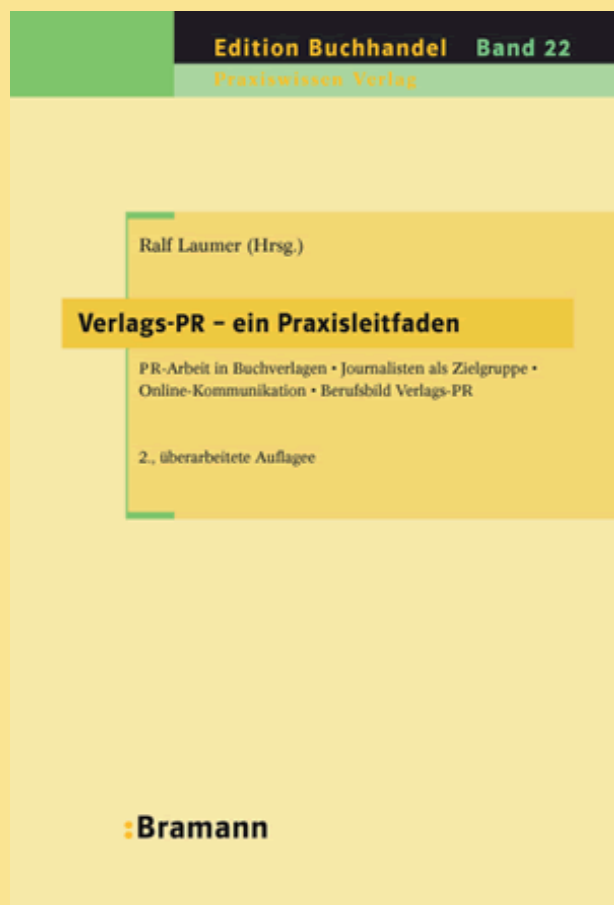 Edition Buchhandel Band 22
Praxiswissen Verlag
Ralf Laumer (Hrsg.)
Verlags-PR – ein Praxisleitfaden
PR-Arbeit in Buchverlagen • Journalisten als Zielgruppe •
Online-Kommunikation • Berufsbild Verlags-PR
2., überarbeitete Auflagee
:Bramann